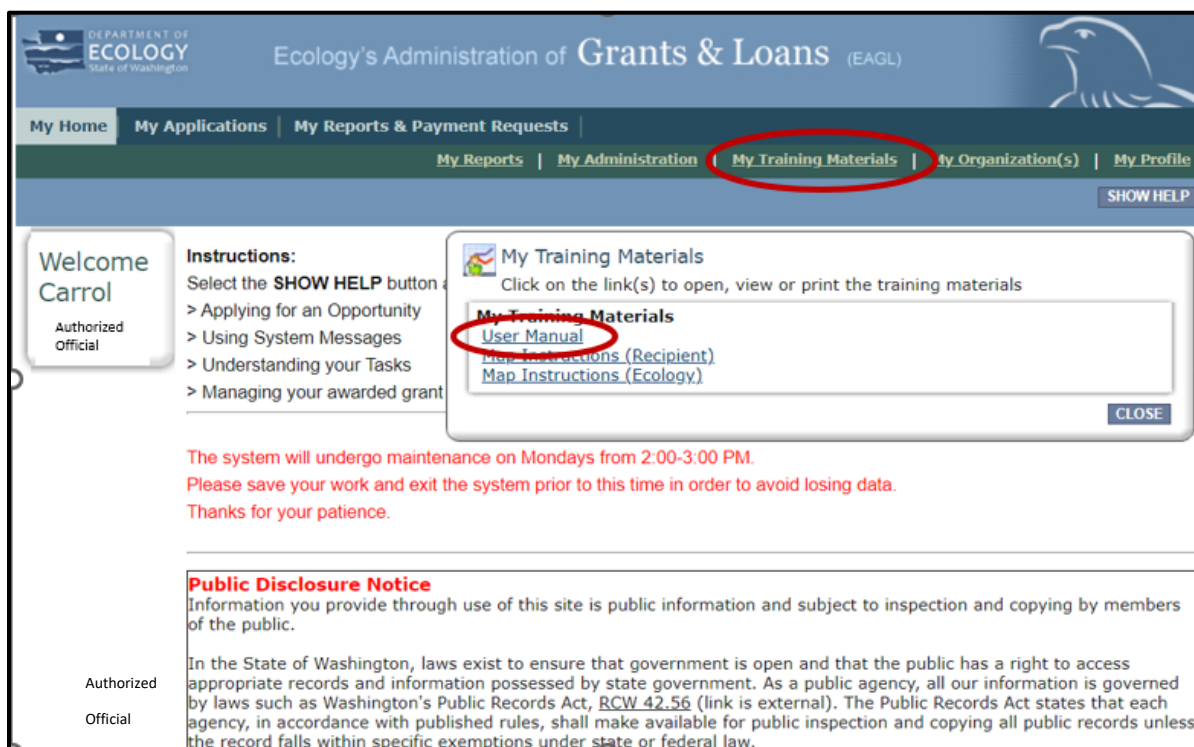 DEPARTMENT OF
ECOLOGY
State of Washington
Ecology's Administration of Grants & Loans (EAGL)
My Home | My Applications | My Reports & Payment Requests |
My Reports | My Administration | My Training Materials | My Organization(s) | My Profile
SHOW HELP
Welcome
Carrol
Authorized
Official
Instructions:
Select the SHOW HELP button
> Applying for an Opportunity
> Using System Messages
> Understanding your Tasks
> Managing your awarded grant
My Training Materials
Click on the link(s) to open, view or print the training materials
My Training Materials
User Manual
Map Instructions (Recipient)
Map Instructions (Ecology)
CLOSE
The system will undergo maintenance on Mondays from 2:00-3:00 PM.
Please save your work and exit the system prior to this time in order to avoid losing data.
Thanks for your patience.
Public Disclosure Notice
Information you provide through use of this site is public information and subject to inspection and copying by members
of the public.
In the State of Washington, laws exist to ensure that government is open and that the public has a right to access
appropriate records and information possessed by state government. As a public agency, all our information is governed
by laws such as Washington's Public Records Act, RCW 42.56 (link is external). The Public Records Act states that each
agency, in accordance with published rules, shall make available for public inspection and copying all public records unless
the record falls within specific exemptions under state or federal law.
Authorized
Official